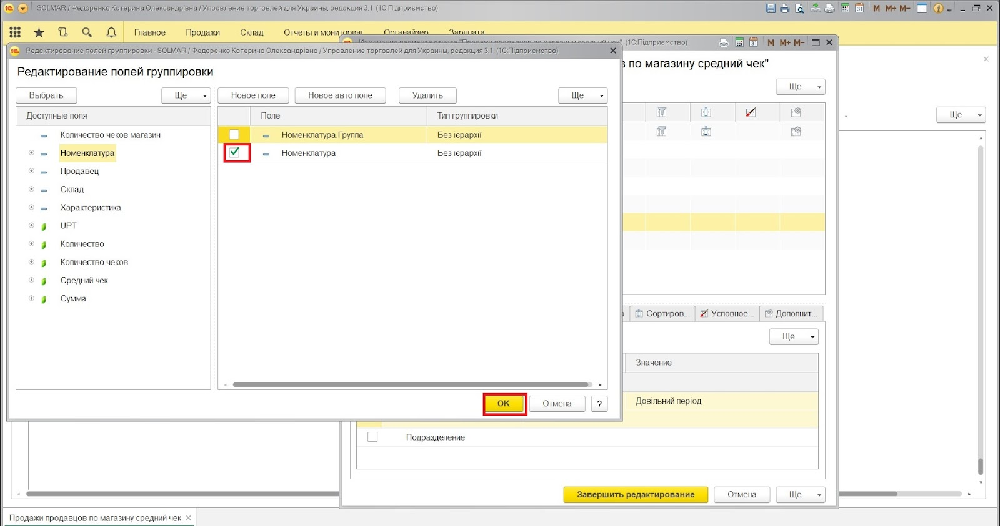 SOLMAR / Федоренко Катерина Олександрівна / Управление торговлей для Украины, редакция 3.1 (1С:Підприємство)
M M+ M-
Главное Продажи Склад Отчеты и мониторинг Органайзер Зарплата
Изменение варианта отчета "Продажи продавцов по магазину средний чек" (1С:Підприємство)
M M+ M-
Редактирование полей группировки - SOLMAR / Федоренко Катерина Олександрівна / Управление торговлей для Украины, редакция 3.1 (1С:Підприємство)
Редактирование полей группировки
в по магазину средний чек"
Ще
Выбрать Ще Новое поле Новое авто поле Удалить Ще
Ще
Доступные поля Поле Тип группировки
Количество чеков магазин Номенклатура.Группа Без ієрархії
Номенклатура Номенклатура Без ієрархії
Продавец
Склад
Характеристика
UPT
Количество
Количество чеков
Средний чек
Сумма
Сортиров... Условное... Дополнит...
Ще
Значение
OK Отмена ?
Довільний період
Подразделение
Завершить редактирование Отмена Ще
Продажи продавцов по магазину средний чек